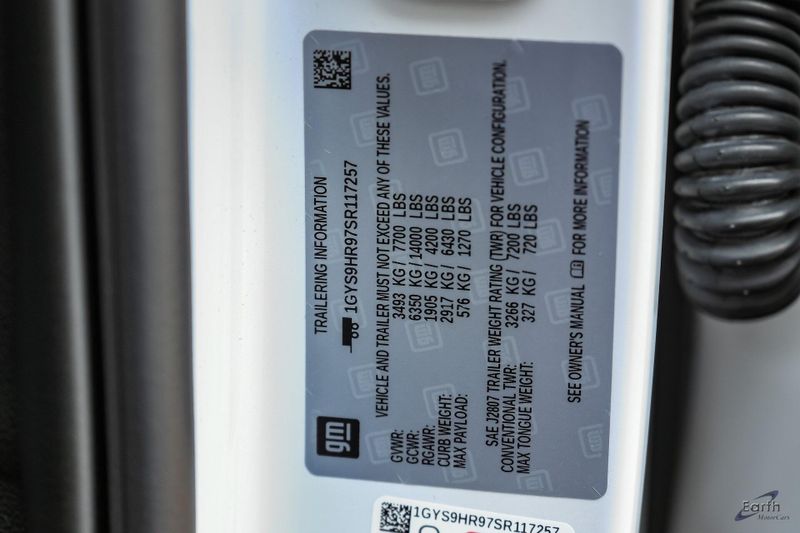 TRAILERING INFORMATION
1GYS9HR97SR117257
VEHICLE AND TRAILER MUST NOT EXCEED ANY OF THESE VALUES.
GVWR: 3493 KG/ 7700 LBS
GCWR: 6350 KG/14000 LBS
RGAWR: 1905 KG/ 4200 LBS
CURB WEIGHT: 2917 KG/ 6430 LBS
MAX PAYLOAD: 576 KG/ 1270 LBS
SAE J2807 TRAILER WEIGHT RATING (TWR) FOR VEHICLE CONFIGURATION.
CONVENTIONAL TWR: 3266 KG/ 7200 LBS
MAX TONGUE WEIGHT: 327 KG/ 720 LBS
SEE OWNER'S MANUAL FOR MORE INFORMATION
gm
1GYS9HR97SR117257
Earth
MotorCars